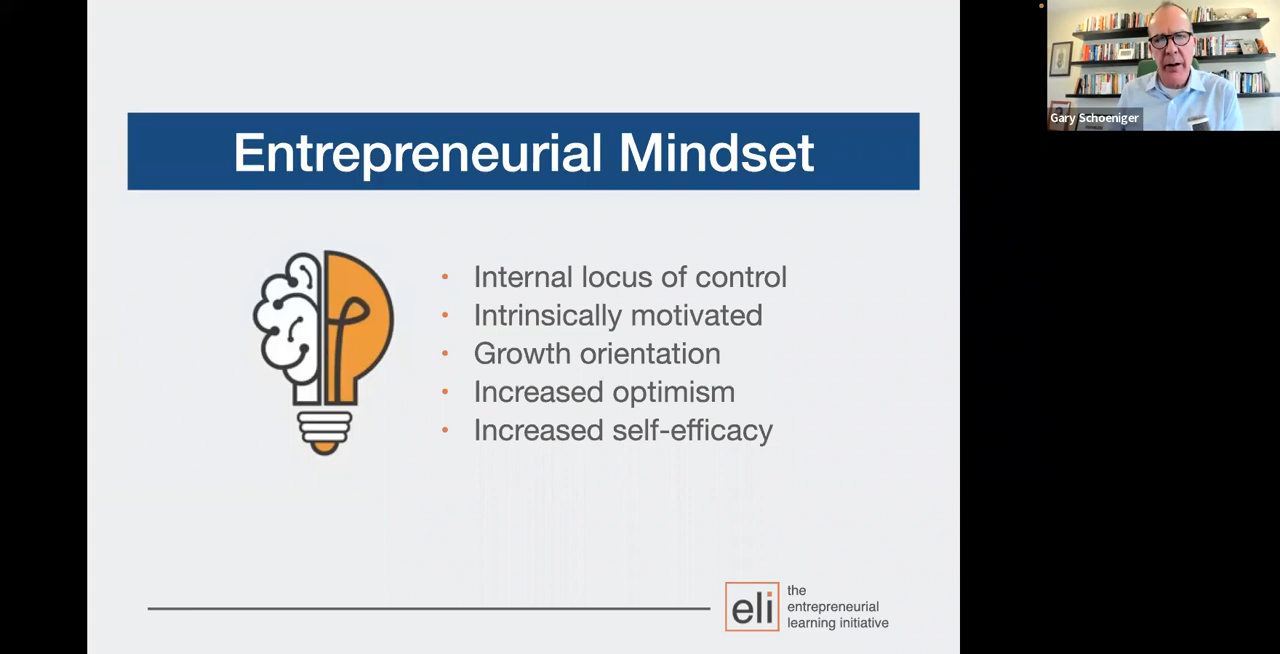 Entrepreneurial Mindset
Gary Schoeniger
• Internal locus of control
• Intrinsically motivated
• Growth orientation
• Increased optimism
• Increased self-efficacy
eli
the
entrepreneurial
learning initiative